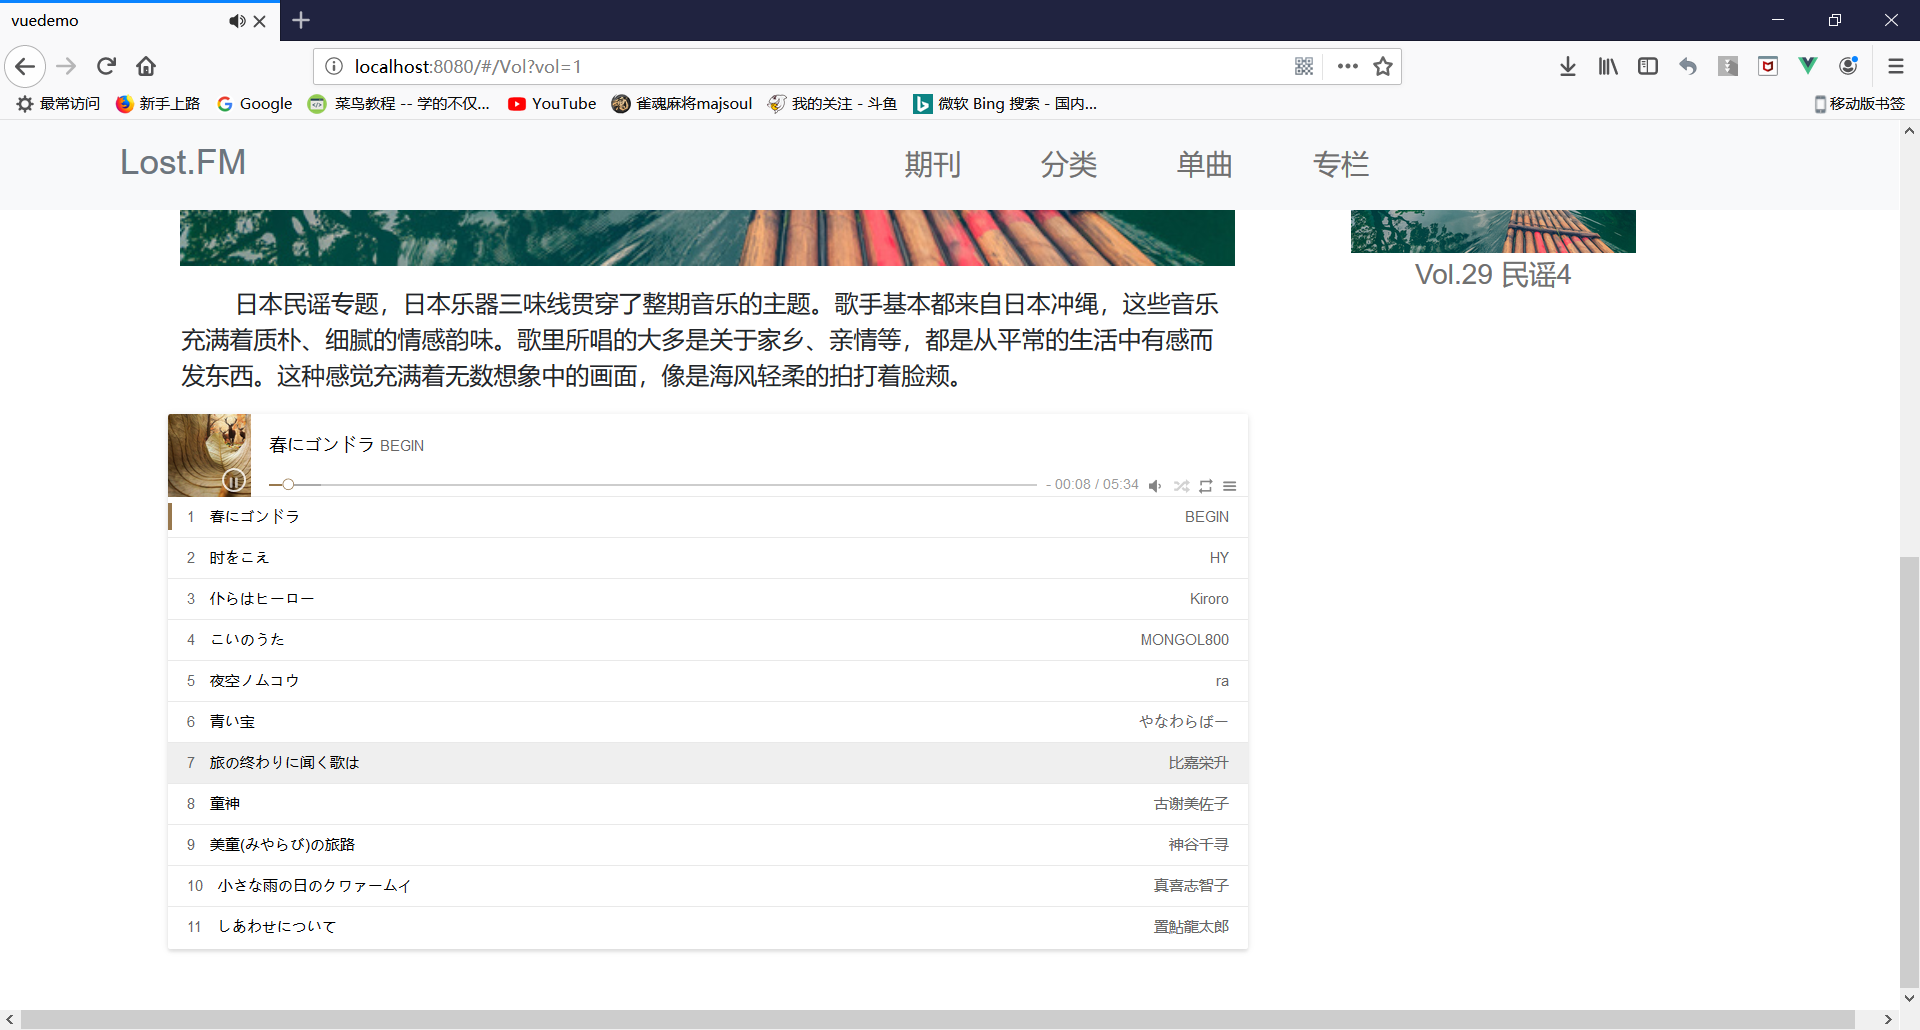 vuedemo
localhost:8080/#/Vol?vol=1
最常访问 新手上路 Google 菜鸟教程 -- 学的不仅... YouTube 雀魂麻将majsoul 我的关注 - 斗鱼 微软 Bing 搜索 - 国内... 移动版书签
Lost.FM 期刊 分类 单曲 专栏
Vol.29 民谣4
日本民谣专题，日本乐器三味线贯穿了整期音乐的主题。歌手基本都来自日本冲绳，这些音乐
充满着质朴、细腻的情感韵味。歌里所唱的大多是关于家乡、亲情等，都是从平常的生活中有感而
发东西。这种感觉充满着无数想象中的画面，像是海风轻柔的拍打着脸颊。
春にゴンドラ BEGIN
- 00:08 / 05:34
1 春にゴンドラ BEGIN
2 时をこえ HY
3 仆らはヒーロー Kiroro
4 こいのうた MONGOL800
5 夜空ノムコウ ra
6 青い宝 やなわらばー
7 旅の终わりに闻く歌は 比嘉栄升
8 童神 古谢美佐子
9 美童(みやらび)の旅路 神谷千寻
10 小さな雨の日のクワァームイ 真喜志智子
11 しあわせについて 置鮎龍太郎